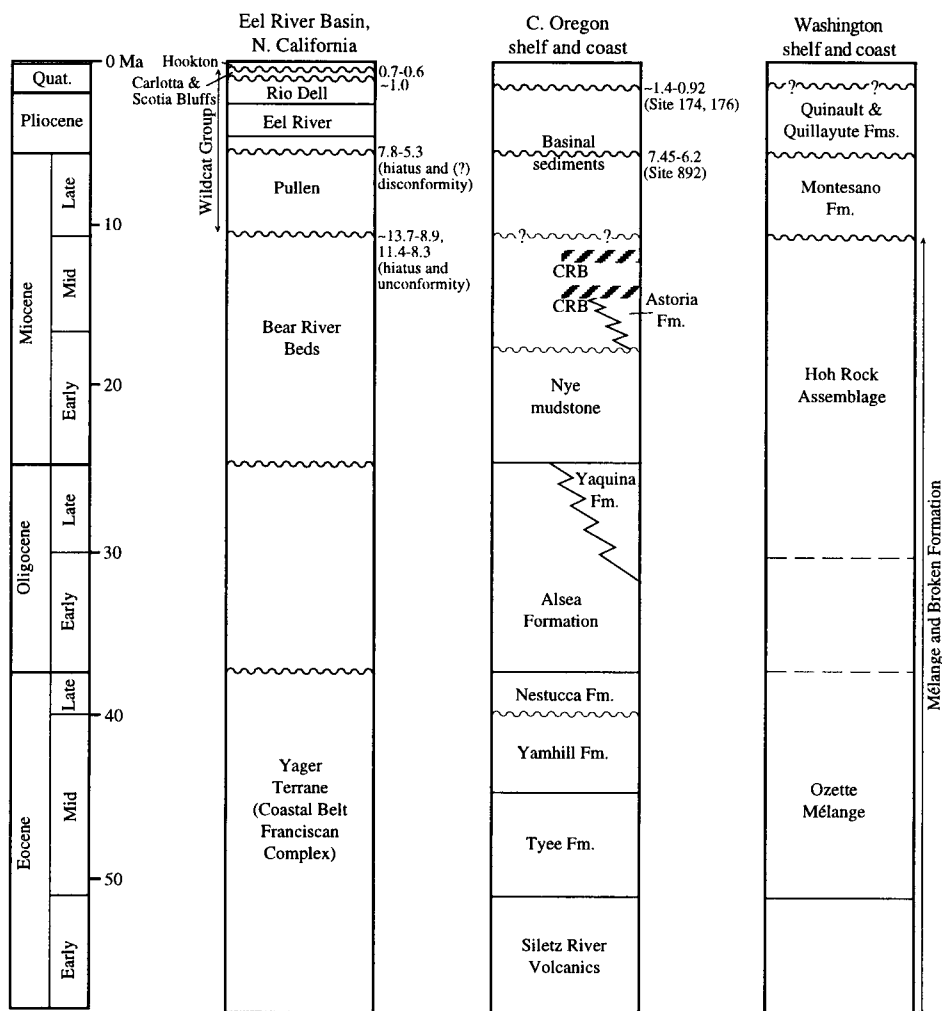 Eel River Basin,
N. California
C. Oregon
shelf and coast
Washington
shelf and coast
0 Ma
10
20
30
40
50
Quat.
Pliocene
Miocene
Late
Mid
Early
Oligocene
Late
Early
Eocene
Late
Mid
Early
Hookton
Carlotta &
Scotia Bluffs
Wildcat Group
Rio Dell
Eel River
Pullen
Bear River
Beds
Yager
Terrane
(Coastal Belt
Franciscan
Complex)
0.7-0.6
~1.0
7.8-5.3
(hiatus and (?)
disconformity)
~13.7-8.9,
11.4-8.3
(hiatus and
unconformity)
Basinal
sediments
? ?
CRB
CRB
Astoria
Fm.
Nye
mudstone
Yaquina
Fm.
Alsea
Formation
Nestucca Fm.
Yamhill Fm.
Tyee Fm.
Siletz River
Volcanics
~1.4-0.92
(Site 174, 176)
7.45-6.2
(Site 892)
? ?
Quinault &
Quillayute Fms.
Montesano
Fm.
Hoh Rock
Assemblage
Ozette
Mélange
Mélange and Broken Formation